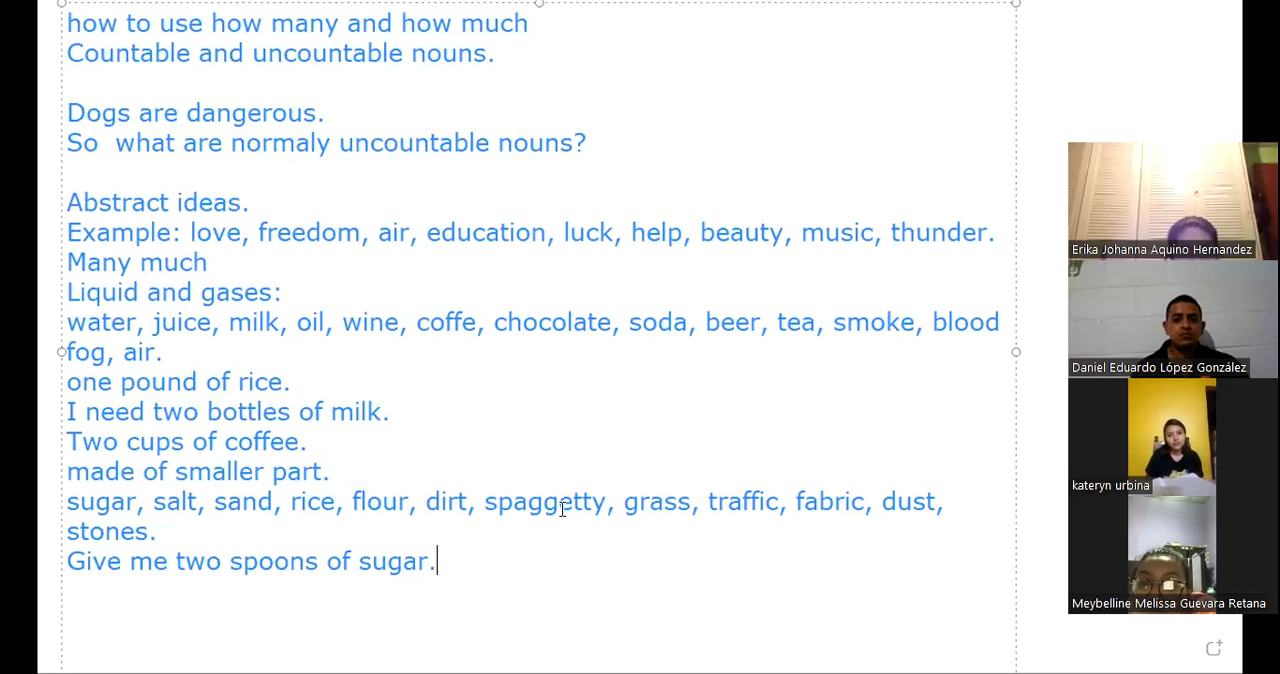 how to use how many and how much
Countable and uncountable nouns.
Dogs are dangerous.
So  what are normaly uncountable nouns?
Abstract ideas.
Example: love, freedom, air, education, luck, help, beauty, music, thunder.
Many much
Liquid and gases:
water, juice, milk, oil, wine, coffe, chocolate, soda, beer, tea, smoke, blood
fog, air.
one pound of rice.
I need two bottles of milk.
Two cups of coffee.
made of smaller part.
sugar, salt, sand, rice, flour, dirt, spaggetty, grass, traffic, fabric, dust,
stones.
Give me two spoons of sugar.
Erika Johanna Aquino Hernandez
Daniel Eduardo López González
kateryn urbina
Meybelline Melissa Guevara Retana